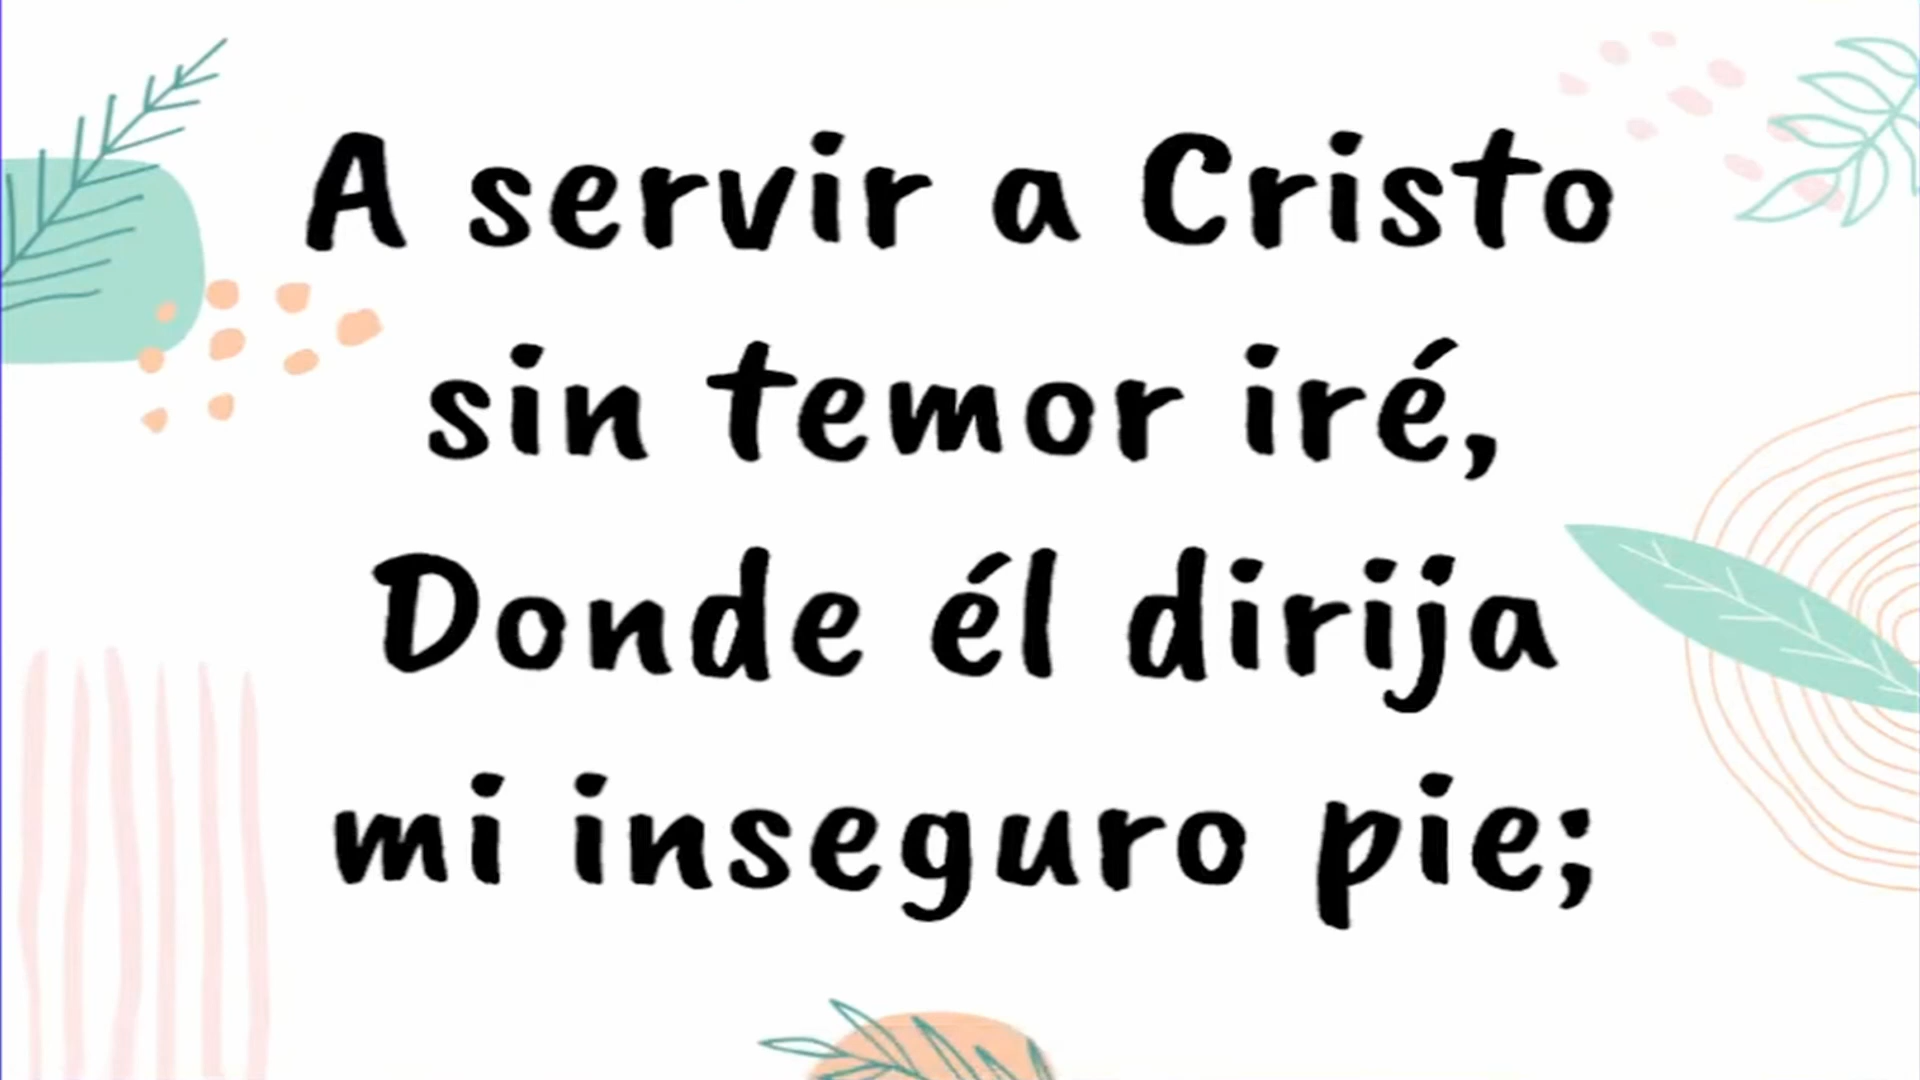 A servir a Cristo
sin temor iré,
Donde él dirija
mi inseguro pie;